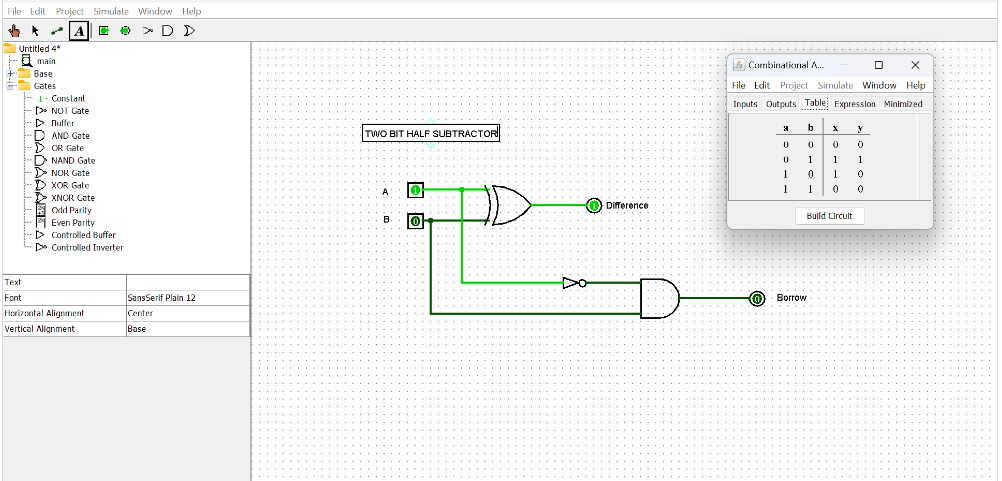 File Edit Project Simulate Window Help
A
Untitled 4*
main
Base
Gates
Constant
NOT Gate
Buffer
AND Gate
OR Gate
NAND Gate
NOR Gate
XOR Gate
XNOR Gate
Odd Parity
Even Parity
Controlled Buffer
Controlled Inverter
Text
Font SansSerif Plain 12
Horizontal Alignment Center
Vertical Alignment Base
TWO BIT HALF SUBTRACTOR
A 1
B 0
1 Difference
0 Borrow
Combinational A...
File Edit Project Simulate Window Help
Inputs Outputs Table Expression Minimized
a b x y
0 0 0 0
0 1 1 1
1 0 1 0
1 1 0 0
Build Circuit